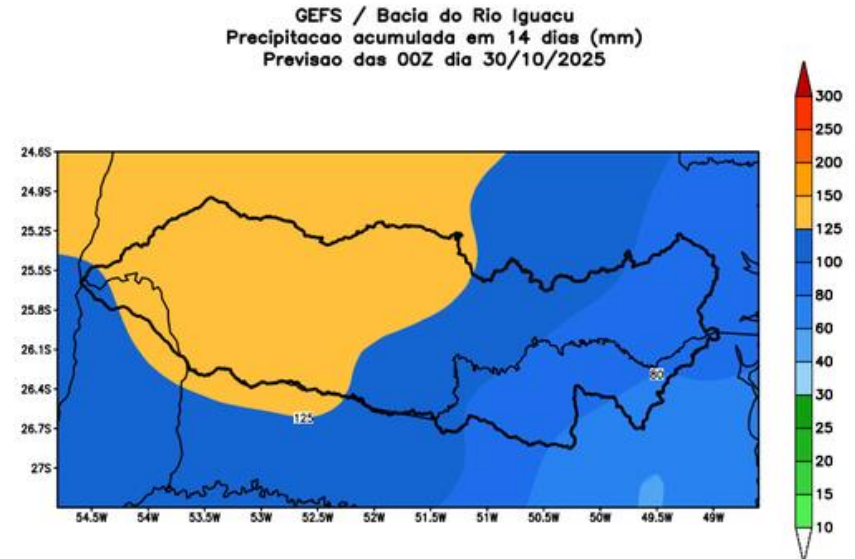 GEFS / Bacia do Rio Iguacu
Precipitacao acumulada em 14 dias (mm)
Previsao das 00Z dia 30/10/2025
24.6S
24.9S
25.2S
25.5S
25.8S
26.1S
26.4S
26.7S
27S
125
80
54.5W 54W 53.5W 53W 52.5W 52W 51.5W 51W 50.5W 50W 49.5W 49W
300
250
200
150
125
100
80
60
40
30
25
20
15
10